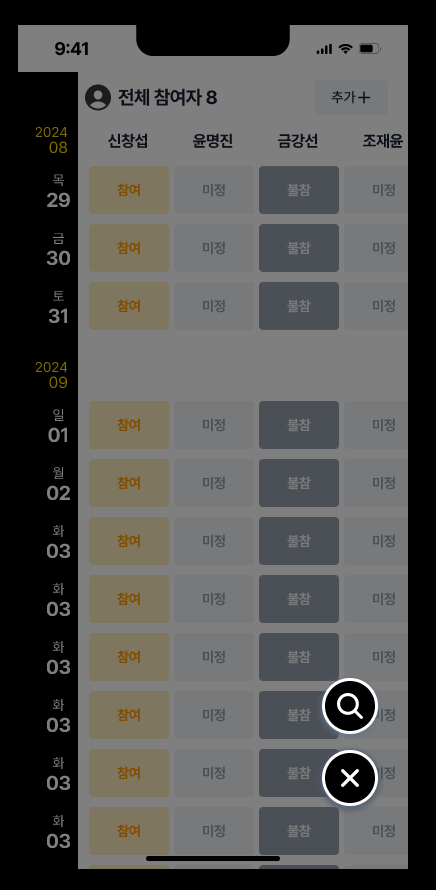 9:41
전체 참여자 8
추가+
2024
08
신창섭 윤명진 금강선 조재윤
목
29
참여 미정 불참 미정
금
30
참여 미정 불참 미정
토
31
참여 미정 불참 미정
2024
09
일
01
참여 미정 불참 미정
월
02
참여 미정 불참 미정
화
03
참여 미정 불참 미정
화
03
참여 미정 불참 미정
화
03
참여 미정 불참 미정
화
03
참여 미정 불참 미정
화
03
참여 미정 불참 미정
화
03
참여 미정 불참 미정